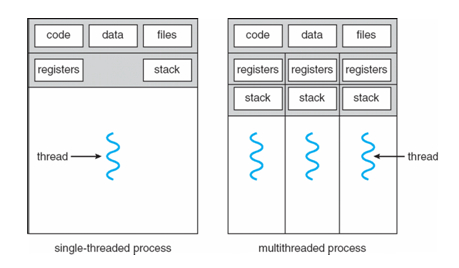 code data files code data files
registers stack registers registers registers
stack stack stack
thread thread
single-threaded process multithreaded process